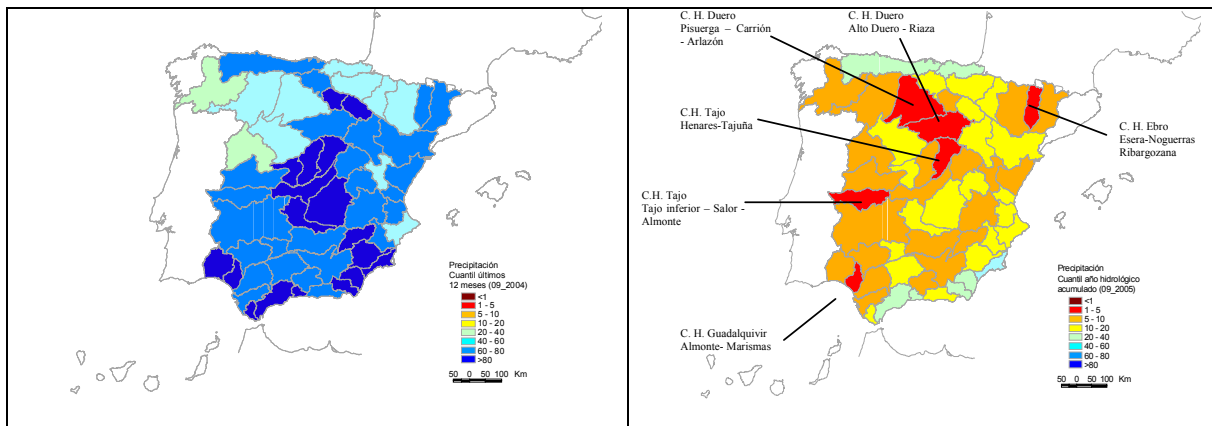 Precipitación
Cuantil últimos
12 meses (09_2004)
<1
1 - 5
5 - 10
10 - 20
20 - 40
40 - 60
60 - 80
>80
50 0 50 100 Km
C. H. Duero
Pisuerga – Carrión
- Arlazón
C. H. Duero
Alto Duero - Riaza
C.H. Tajo
Henares-Tajuña
C. H. Ebro
Esera-Noguerras
Ribargozana
C.H. Tajo
Tajo inferior – Salor -
Almonte
C. H. Guadalquivir
Almonte- Marismas
Precipitación
Cuantil año hidrológico
acumulado (09_2005)
<1
1 - 5
5 - 10
10 - 20
20 - 40
40 - 60
60 - 80
>80
50 0 50 100 Km